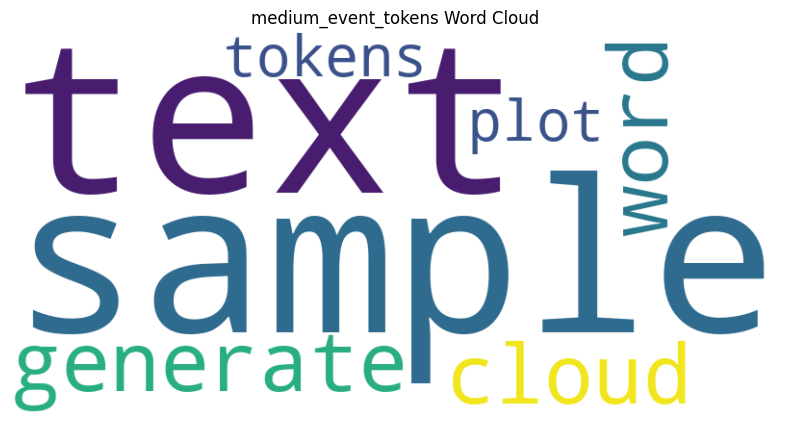 medium_event_tokens Word Cloud
tokens
text
plot
word
sample
generate
cloud